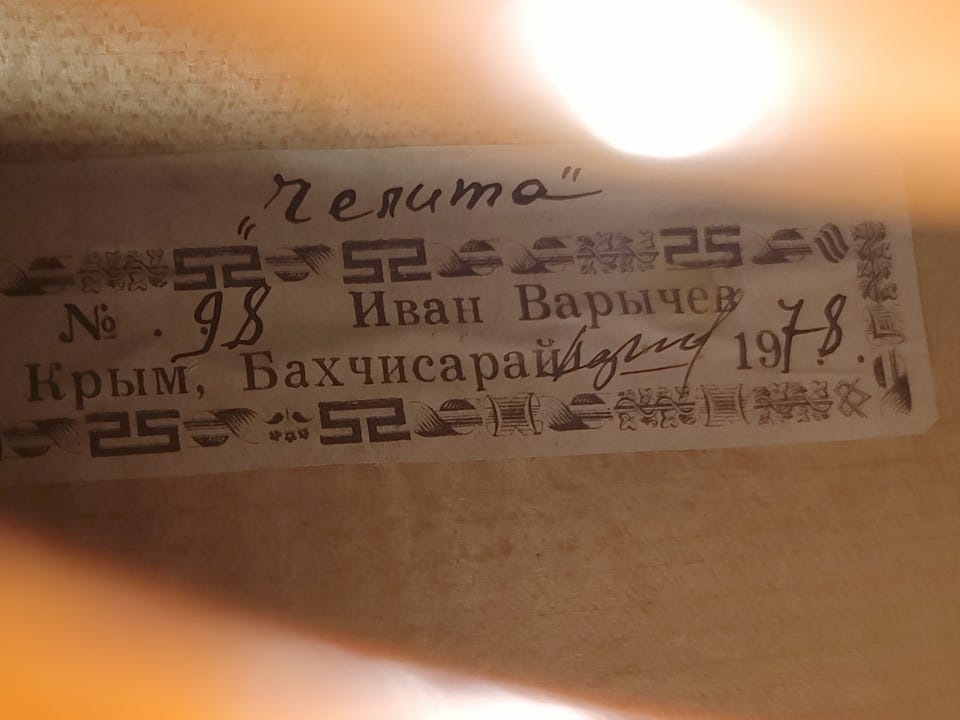 "Челита"
№. 98 Иван Варычев
Крым, Бахчисарай 1978.